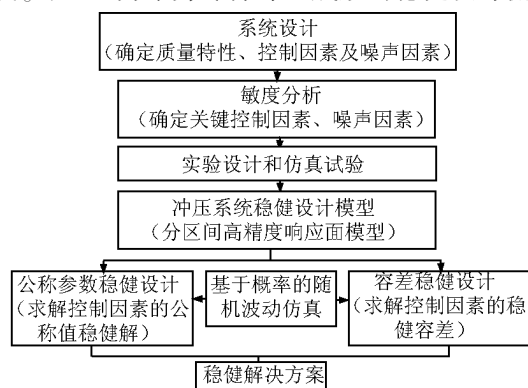 系统设计
(确定质量特性、控制因素及噪声因素)
敏度分析
(确定关键控制因素、噪声因素)
实验设计和仿真试验
冲压系统稳健设计模型
(分区间高精度响应面模型)
公称参数稳健设计
(求解控制因素的公
称值稳健解)
基于概率的随
机波动仿真
容差稳健设计
(求解控制因素的稳
健容差)
稳健解决方案